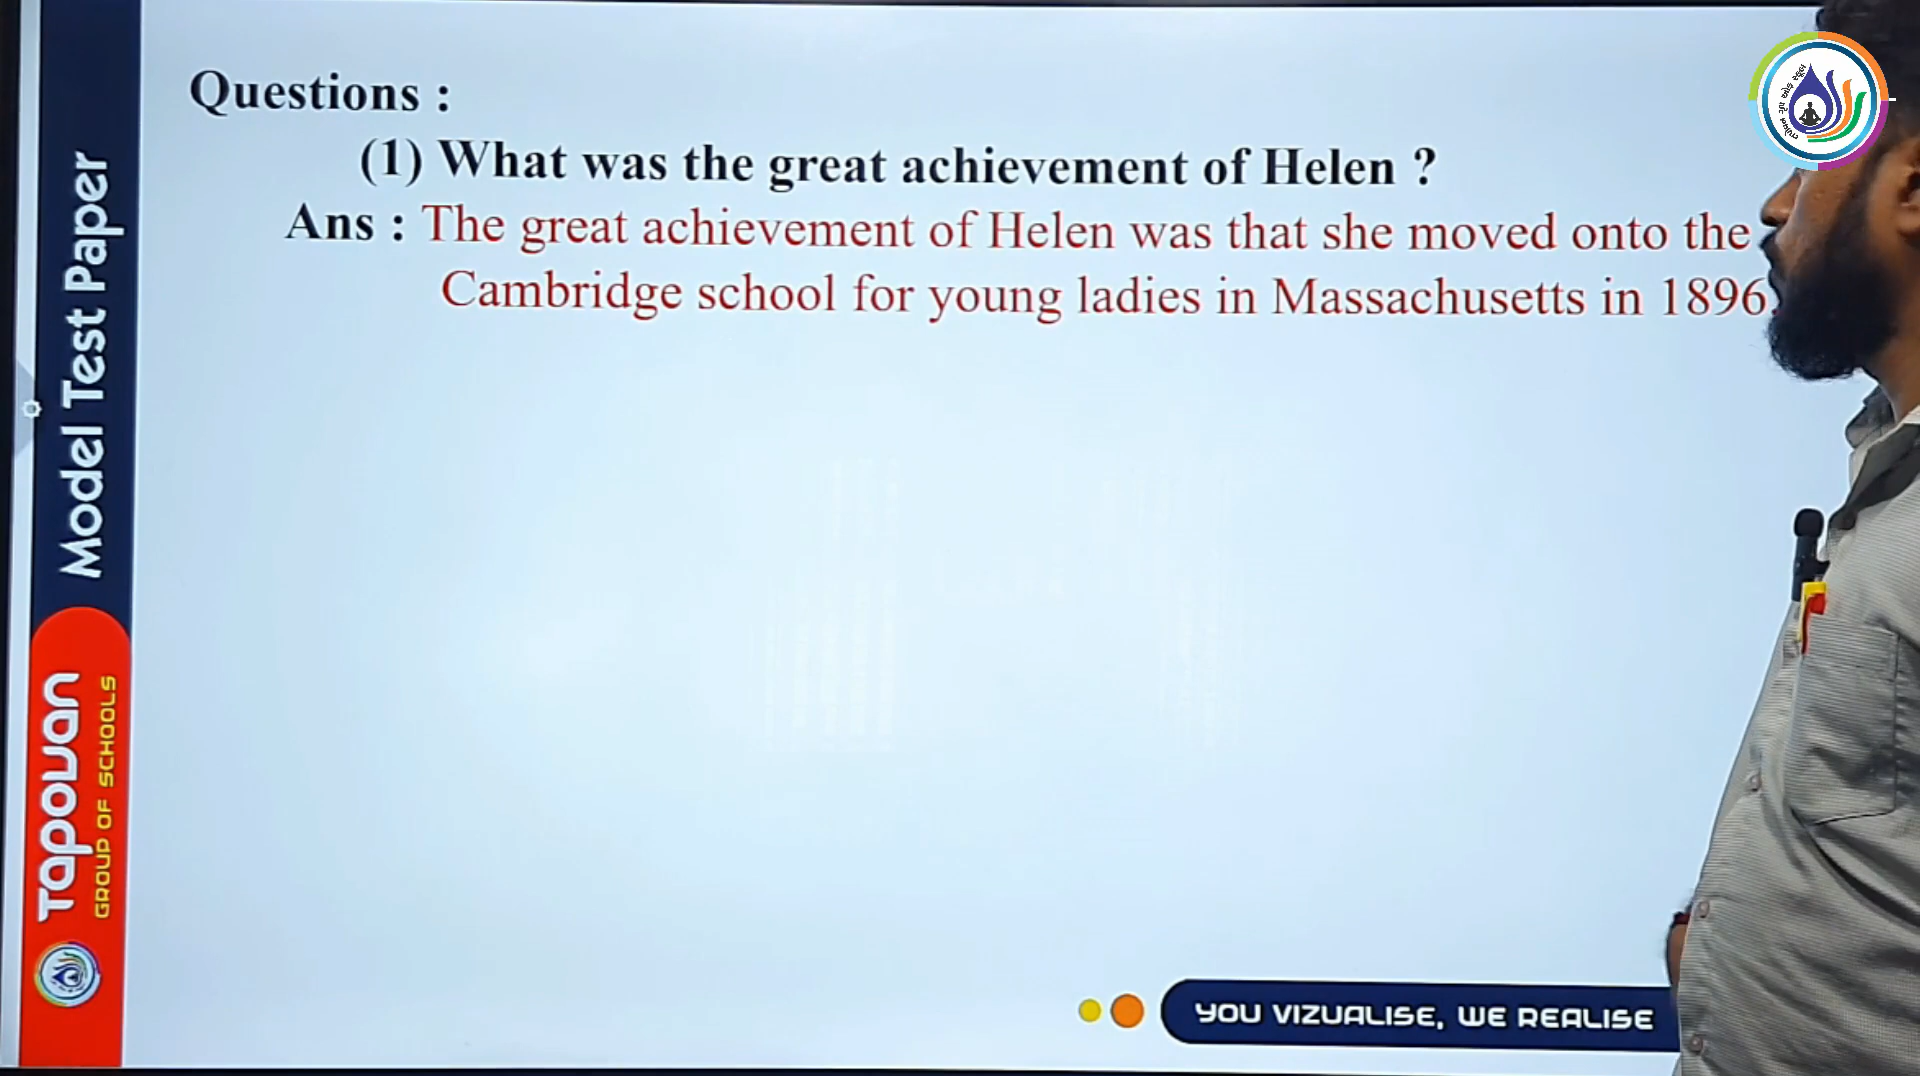 Questions :
(1) What was the great achievement of Helen ?
Ans : The great achievement of Helen was that she moved onto the
Cambridge school for young ladies in Massachusetts in 1896.
Model Test Paper
Tapovan
GROUP OF SCHOOLS
YOU VIZUALISE, WE REALISE